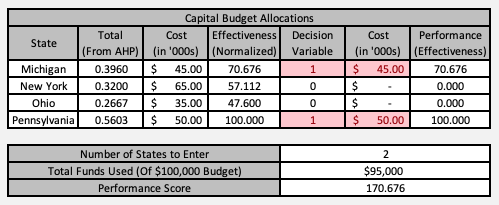 Capital Budget Allocations
State Total (From AHP) Cost (in '000s) Effectiveness (Normalized) Decision Variable Cost (in '000s) Performance (Effectiveness)
Michigan 0.3960 $ 45.00 70.676 1 $ 45.00 70.676
New York 0.3200 $ 65.00 57.112 0 $ - 0.000
Ohio 0.2667 $ 35.00 47.600 0 $ - 0.000
Pennsylvania 0.5603 $ 50.00 100.000 1 $ 50.00 100.000
Number of States to Enter 2
Total Funds Used (Of $100,000 Budget) $95,000
Performance Score 170.676